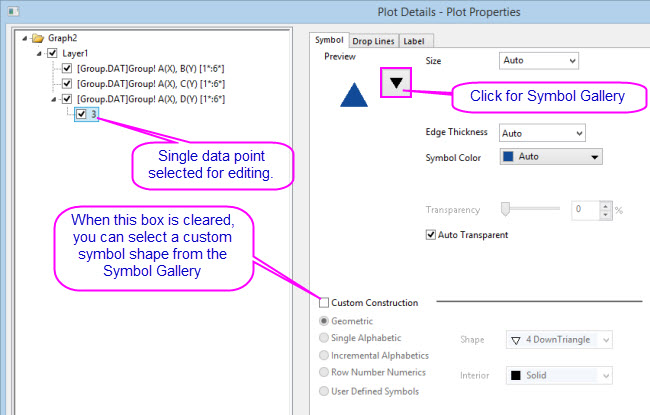 Plot Details - Plot Properties
Graph2
Layer1
[Group.DAT]Group! A(X), B(Y) [1*:6*]
[Group.DAT]Group! A(X), C(Y) [1*:6*]
[Group.DAT]Group! A(X), D(Y) [1*:6*]
3
Single data point
selected for editing.
When this box is cleared,
you can select a custom
symbol shape from the
Symbol Gallery
Symbol Drop Lines Label
Preview
Size Auto
Click for Symbol Gallery
Edge Thickness Auto
Symbol Color Auto
Transparency 0 %
Auto Transparent
Custom Construction
Geometric
Single Alphabetic
Shape 4 DownTriangle
Incremental Alphabetics
Row Number Numerics
Interior Solid
User Defined Symbols